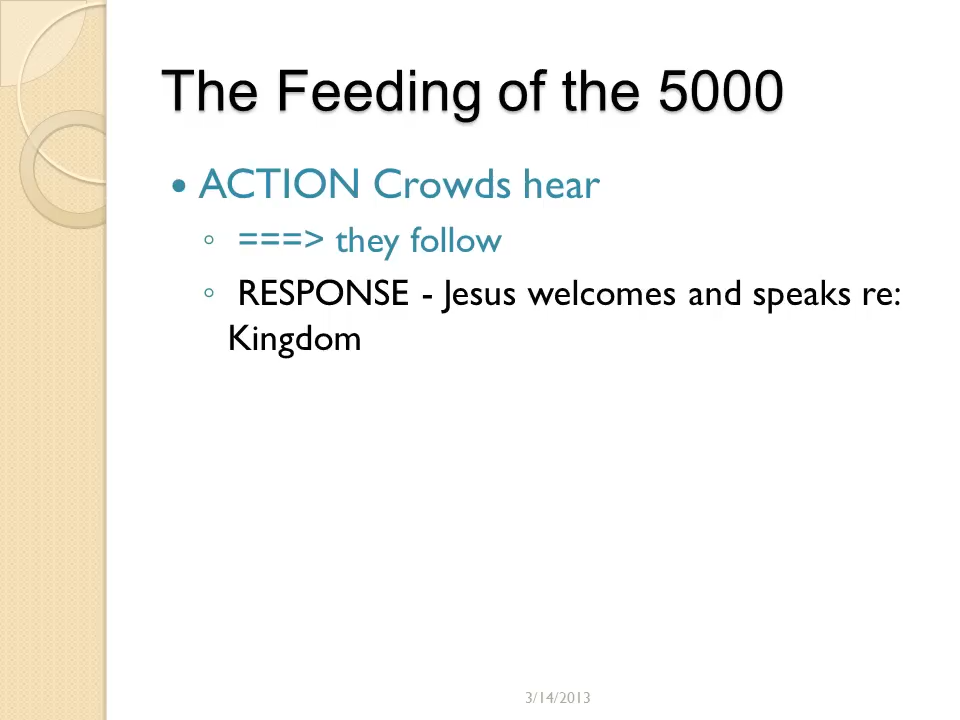 The Feeding of the 5000
• ACTION Crowds hear
◦ ===> they follow
◦ RESPONSE - Jesus welcomes and speaks re:
Kingdom
3/14/2013